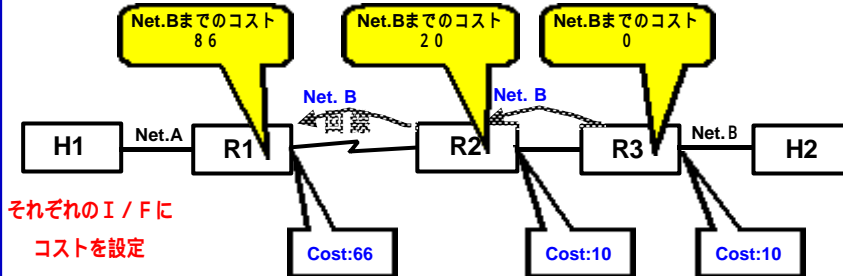 Net.Bまでのコスト
８６
Net.Bまでのコスト
２０
Net.Bまでのコスト
０
Net. B
Net. B
回線
H1
Net.A
R1
R2
R3
Net.B
H2
それぞれのＩ／Ｆに
コストを設定
Cost:66
Cost:10
Cost:10